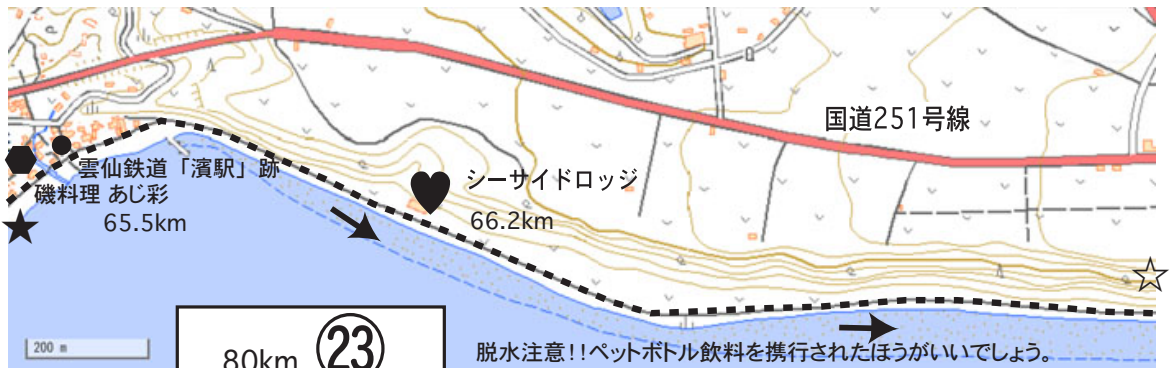 国道251号線
雲仙鉄道「濱駅」跡
磯料理 あじ彩
65.5km
シーサイドロッジ
66.2km
200 m
80km ㉓
脱水注意!!ペットボトル飲料を携行されたほうがいいでしょう。